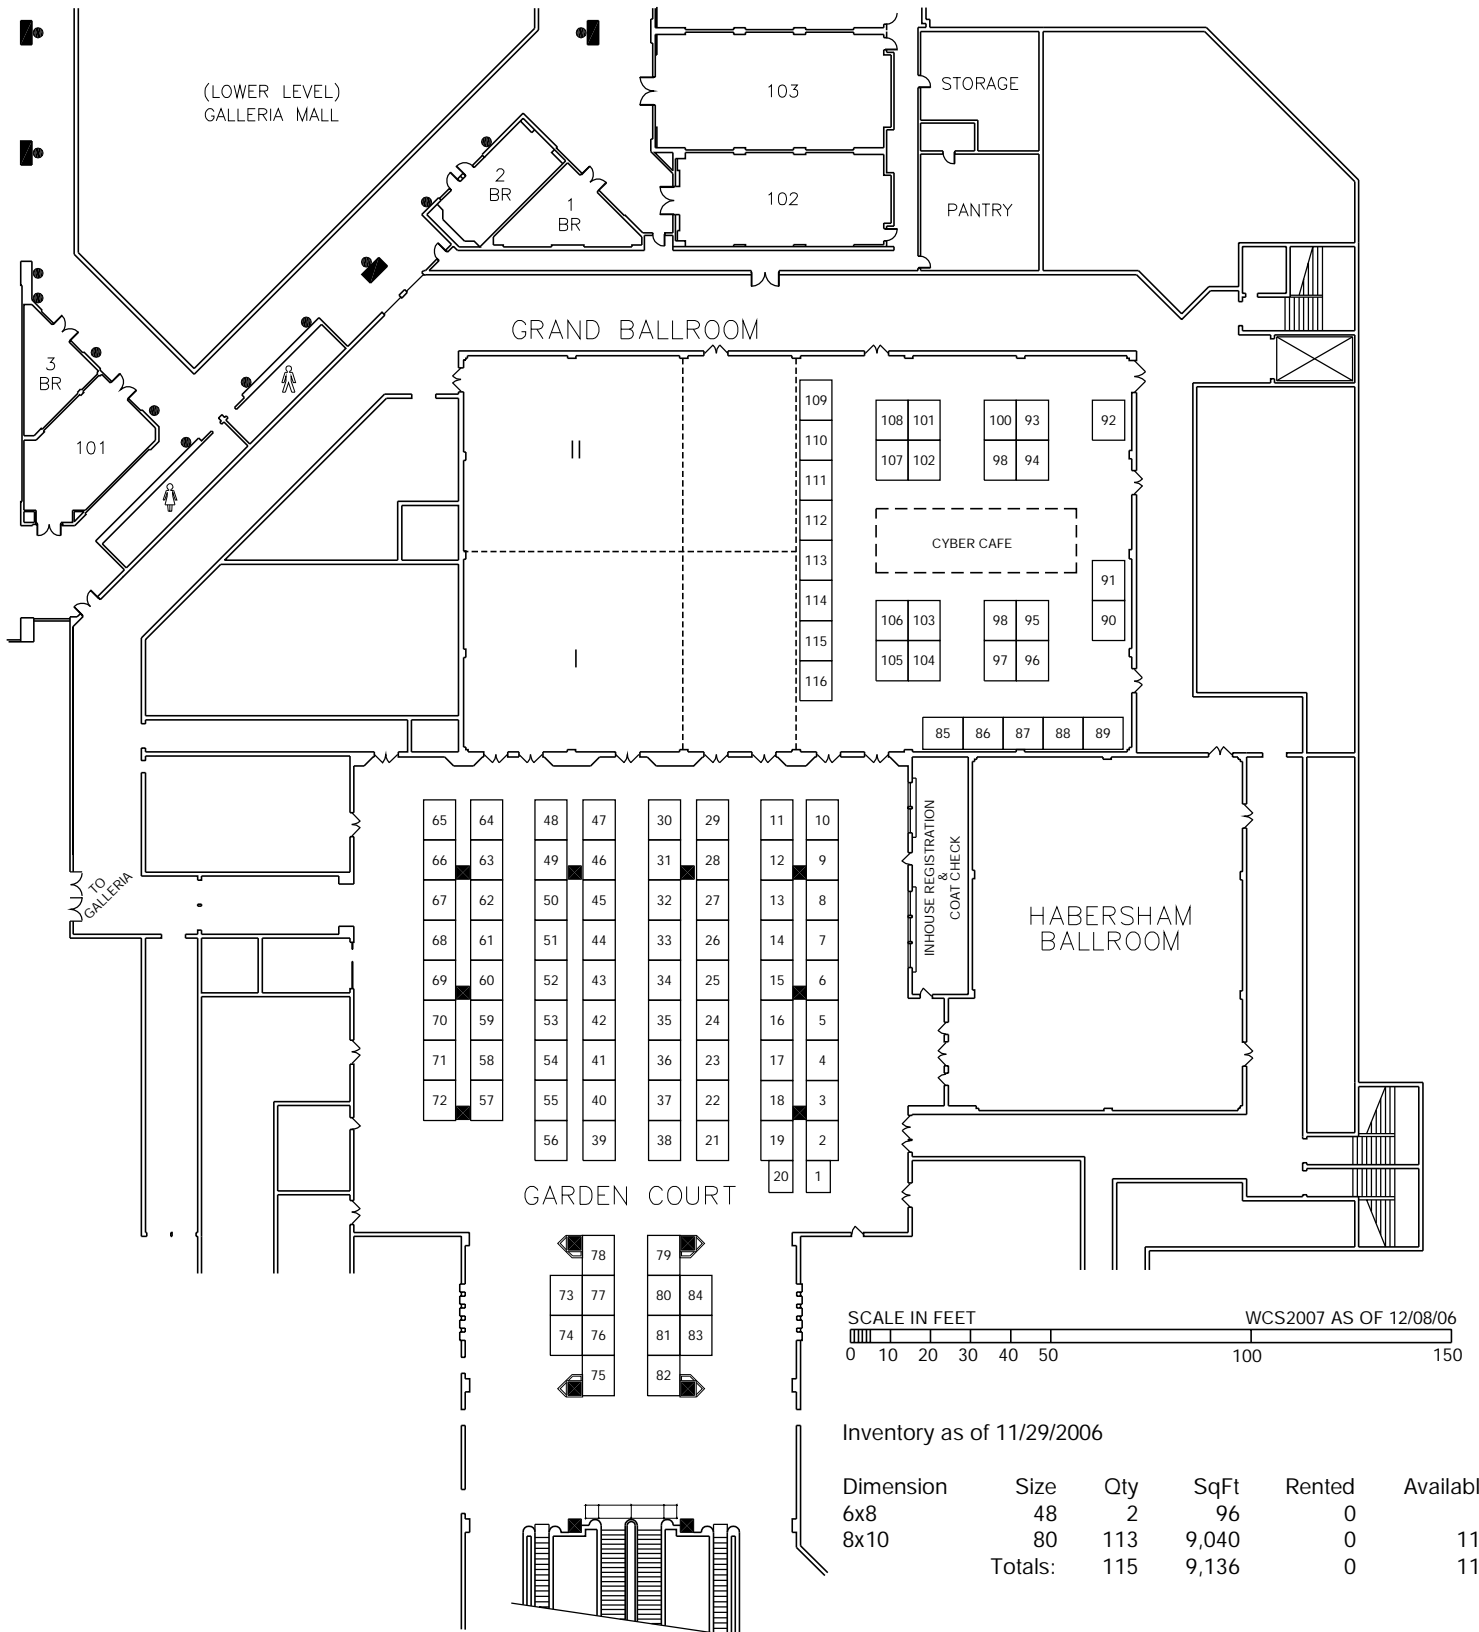 (LOWER LEVEL)
GALLERIA MALL
103
STORAGE
2
BR
1
BR
102
PANTRY
3
BR
101
GRAND BALLROOM
109
108 101 100 93 92
110
107 102 98 94
II
111
112
CYBER CAFE
113
91
114
106 103 98 95 90
115
I
105 104 97 96
116
85 86 87 88 89
65 64 48 47 30 29 11 10
66 63 49 46 31 28 12 9
67 62 50 45 32 27 13 8
68 61 51 44 33 26 14 7
69 60 52 43 34 25 15 6
70 59 53 42 35 24 16 5
71 58 54 41 36 23 17 4
72 57 55 40 37 22 18 3
56 39 38 21 19 2
20 1
TO
GALLERIA
INHOUSE REGISTRATION
&
COAT CHECK
HABERSHAM
BALLROOM
GARDEN COURT
78 79
73 77 80 84
74 76 81 83
75 82
SCALE IN FEET WCS2007 AS OF 12/08/06
0 10 20 30 40 50 100 150
Inventory as of 11/29/2006
Dimension Size Qty SqFt Rented Availabl
6x8 48 2 96 0
8x10 80 113 9,040 0 11
Totals: 115 9,136 0 11